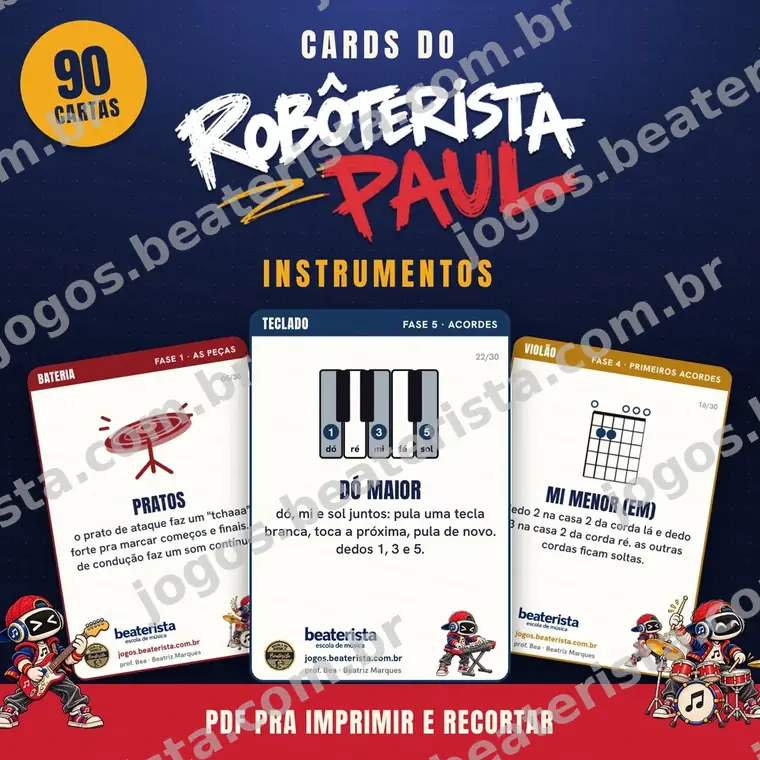 90
CARTAS
CARDS DO
ROBÔTERISTA
PAUL
INSTRUMENTOS
BATERIA
FASE 1 · AS PEÇAS
05/30
PRATOS
o prato de ataque faz um "tchaaa"
forte pra marcar começos e finais.
de condução faz um som contínu
beaterista
escola de música
jogos.beaterista.com.br
prof. Bea · Beatriz Marques
TECLADO
FASE 5 · ACORDES
22/30
1
3
5
dó ré mi fá sol
DÓ MAIOR
dó, mi e sol juntos: pula uma tecla
branca, toca a próxima, pula de novo.
dedos 1, 3 e 5.
beaterista
escola de música
jogos.beaterista.com.br
prof. Bea · Beatriz Marques
VIOLÃO
FASE 4 · PRIMEIROS ACORDES
16/30
MI MENOR (EM)
edo 2 na casa 2 da corda lá e dedo
3 na casa 2 da corda ré. as outras
cordas ficam soltas.
beaterista
escola de música
jogos.beaterista.com.br
prof. Bea · Beatriz Marques
PDF PRA IMPRIMIR E RECORTAR
jogos.beaterista.com.br